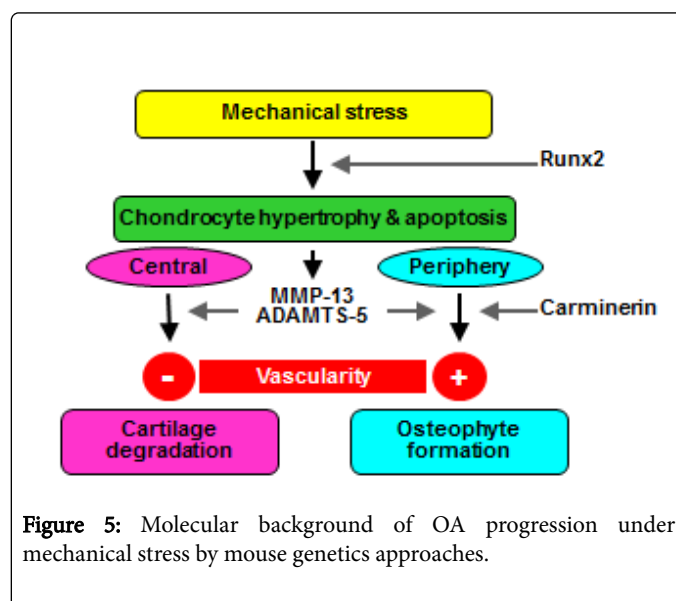 Mechanical stress
Runx2
Chondrocyte hypertrophy & apoptosis
Central
Periphery
MMP-13
ADAMTS-5
Carminerin
-
Vascularity
+
Cartilage
degradation
Osteophyte
formation
Figure 5: Molecular background of OA progression under
mechanical stress by mouse genetics approaches.